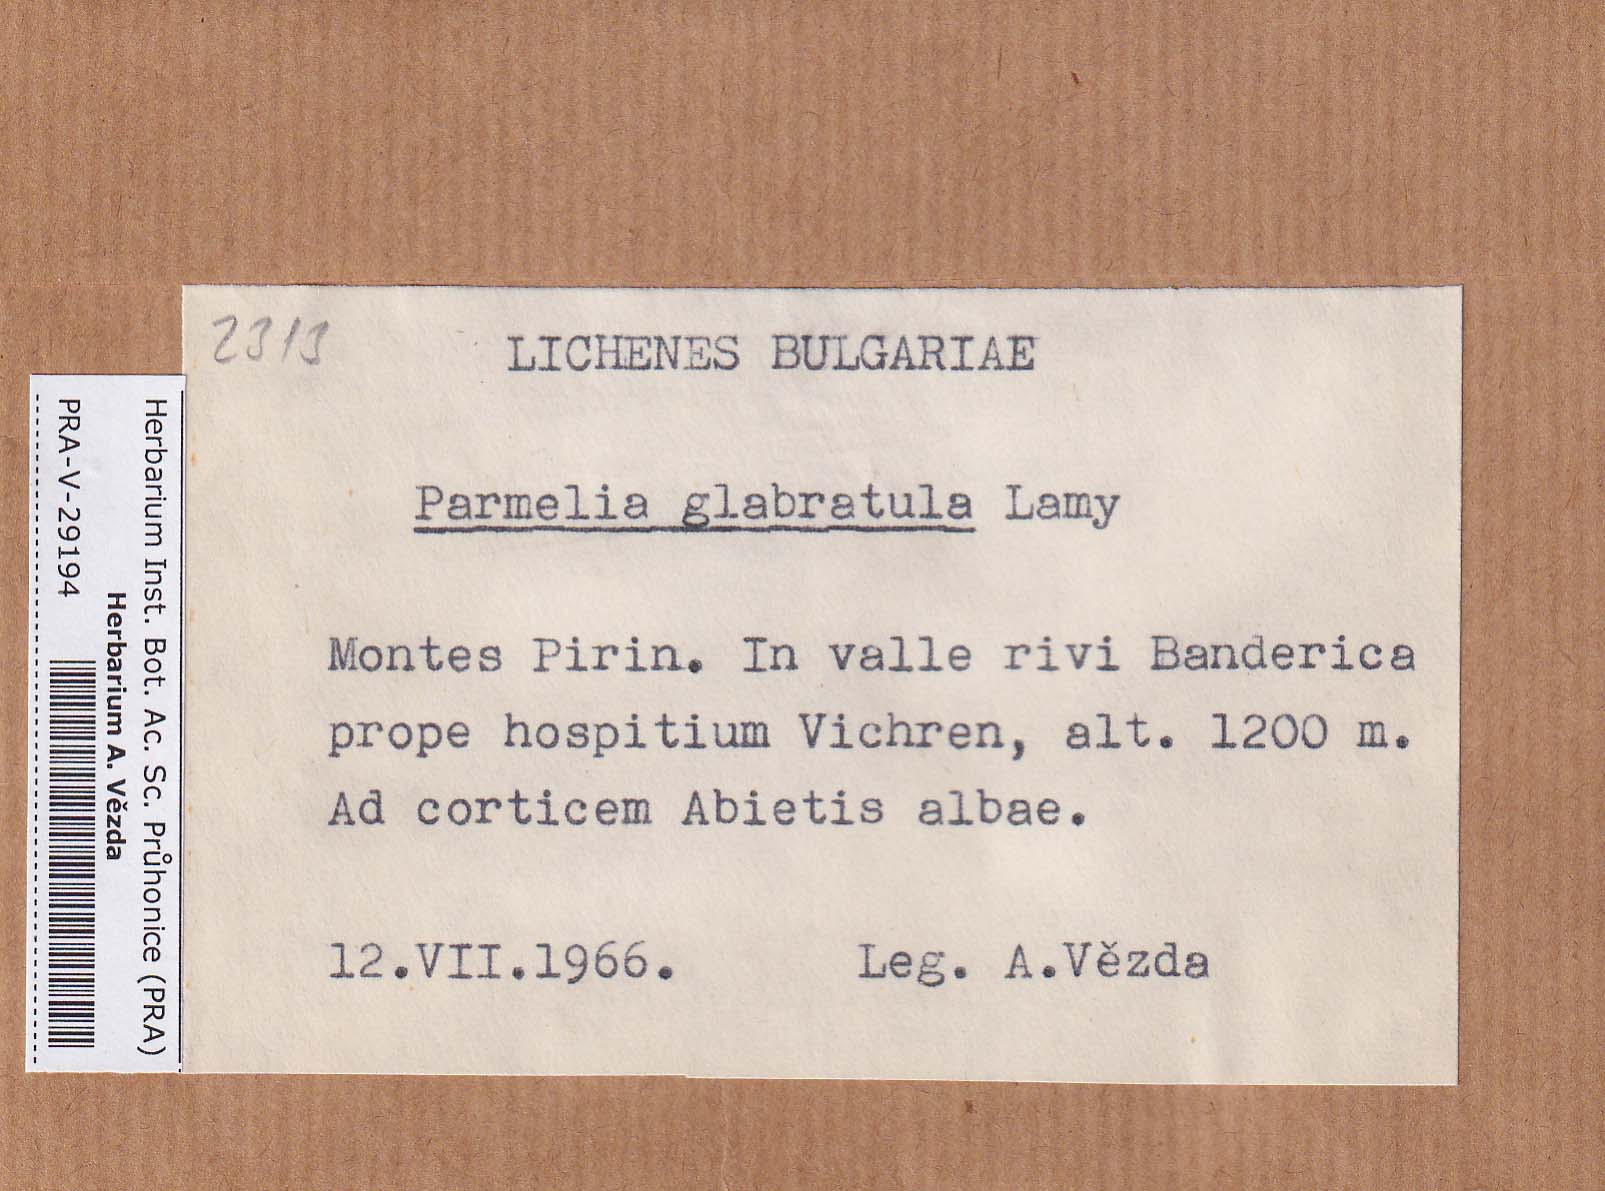 2313
LICHENES BULGARIAE
Parmelia glabratula Lamy
Montes Pirin. In valle rivi Banderica
prope hospitium Vichren, alt. 1200 m.
Ad corticem Abietis albae.
12.VII.1966. Leg. A.Vězda
Herbarium Inst. Bot. Ac. Sc. Průhonice (PRA)
Herbarium A. Vězda
PRA-V-29194